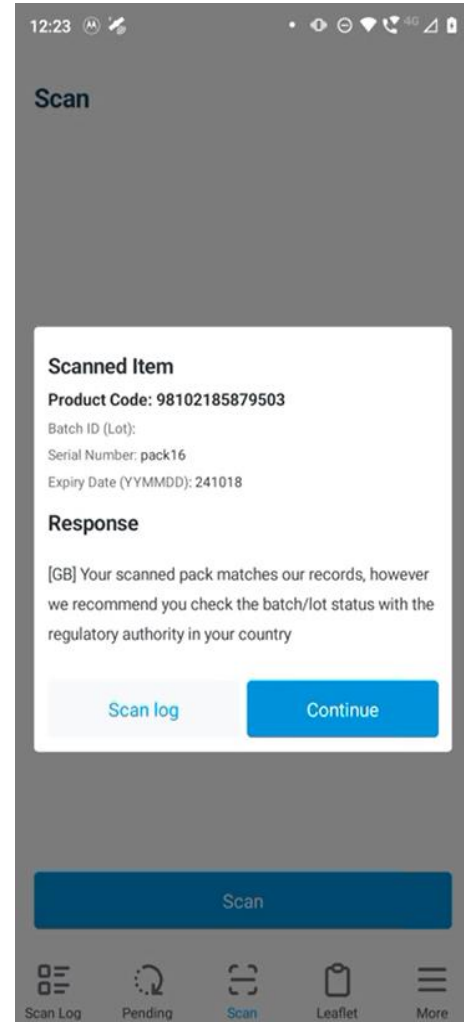 12:23
4G
Scan
Scanned Item
Product Code: 98102185879503
Batch ID (Lot):
Serial Number: pack16
Expiry Date (YYMMDD): 241018
Response
[GB] Your scanned pack matches our records, however
we recommend you check the batch/lot status with the
regulatory authority in your country
Scan log Continue
Scan
Scan Log Pending Scan Leaflet More